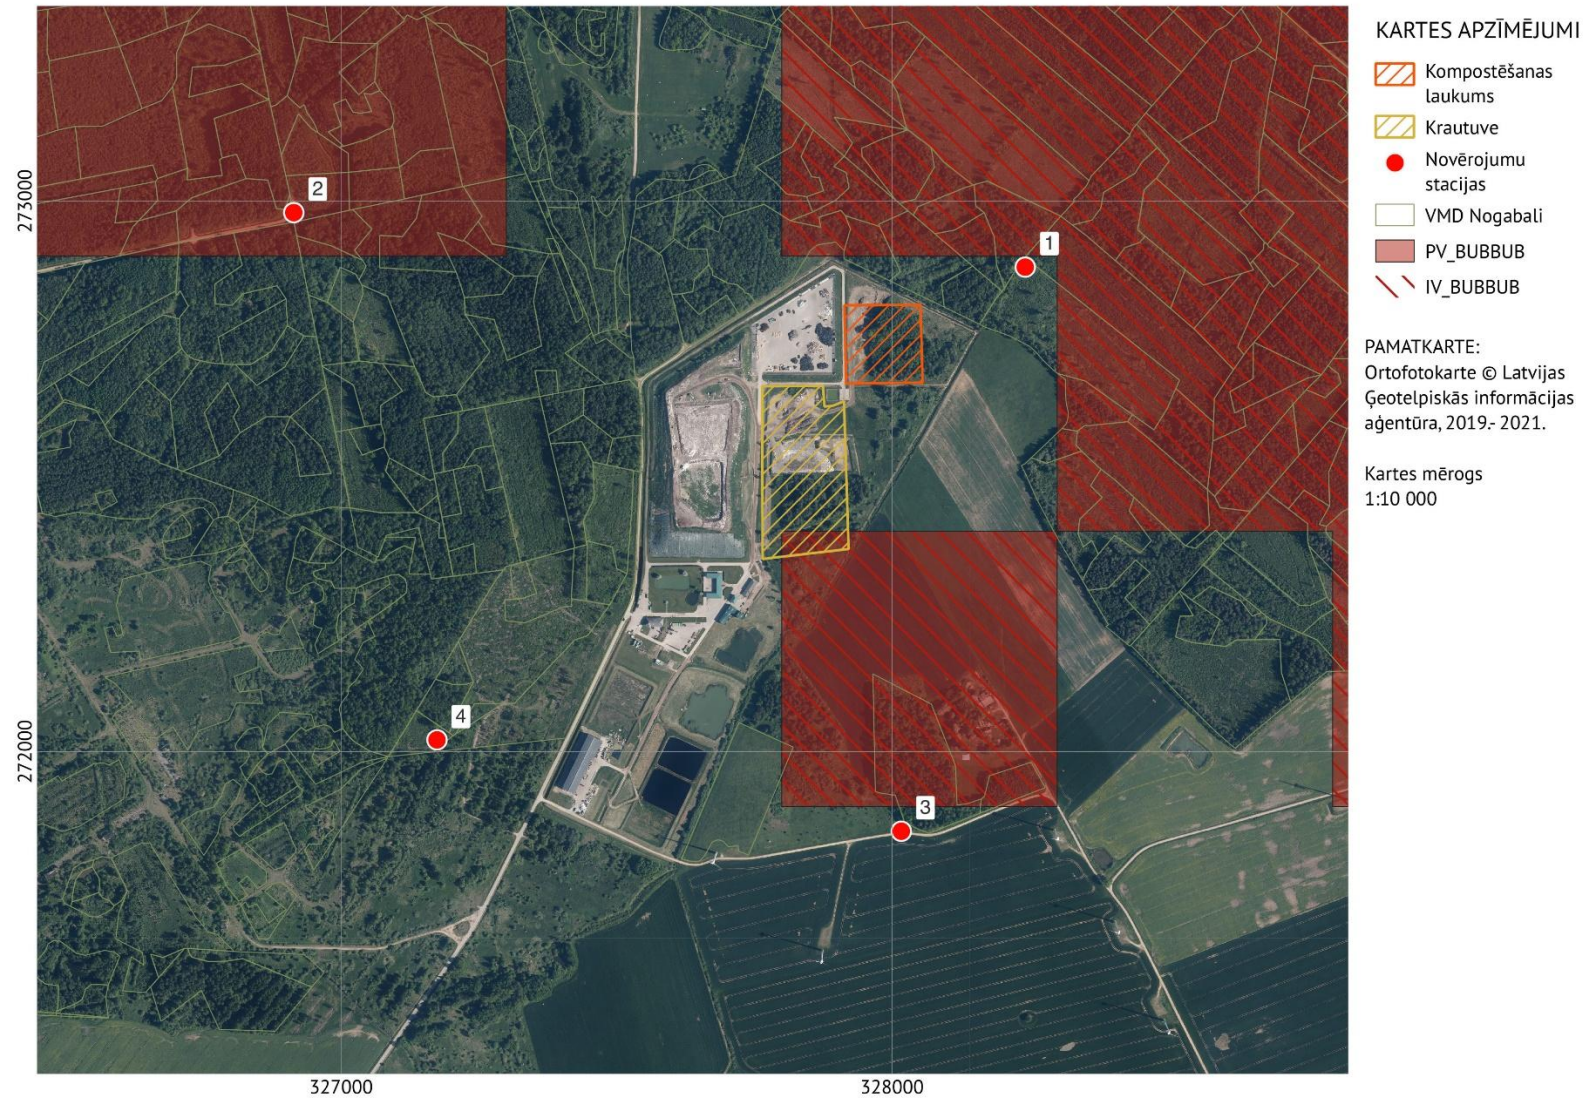 KARTES APZĪMĒJUMI
Kompostēšanas
laukums
Krautuve
Novērojumu
stacijas
VMD Nogabali
PV_BUBBUB
IV_BUBBUB
PAMATKARTE:
Ortofotokarte © Latvijas
Ģeotelpiskās informācijas
aģentūra, 2019.- 2021.
Kartes mērogs
1:10 000
273000
272000
2
1
4
3
327000
328000